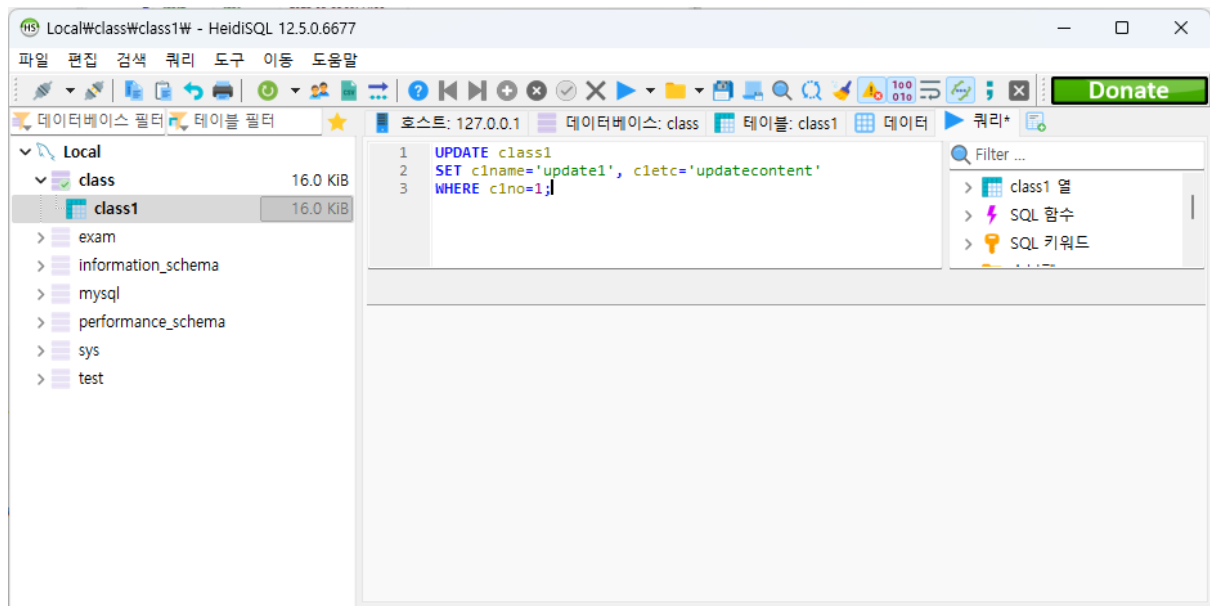 Local₩class₩class1₩ - HeidiSQL 12.5.0.6677
파일 편집 검색 쿼리 도구 이동 도움말
Donate
데이터베이스 필터 테이블 필터
호스트: 127.0.0.1 데이터베이스: class 테이블: class1 데이터 쿼리*
Local
class 16.0 KiB
class1 16.0 KiB
exam
information_schema
mysql
performance_schema
sys
test
1 UPDATE class1
2 SET c1name='update1', c1etc='updatecontent'
3 WHERE c1no=1;
Filter ...
class1 열
SQL 함수
SQL 키워드